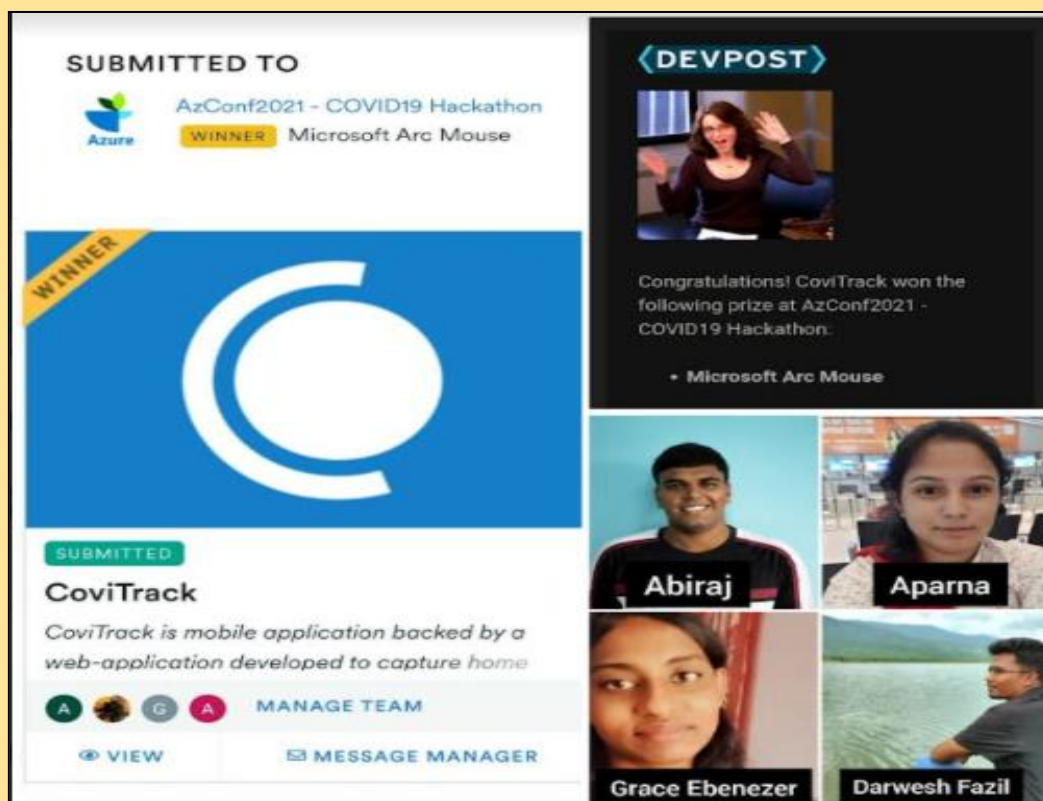 SUBMITTED TO
AzConf2021 - COVID19 Hackathon
Azure
WINNER Microsoft Arc Mouse
WINNER
SUBMITTED
CoviTrack
CoviTrack is mobile application backed by a
web-application developed to capture home
A G A MANAGE TEAM
VIEW MESSAGE MANAGER
DEVPOST
Congratulations! CoviTrack won the
following prize at AzConf2021 -
COVID19 Hackathon:
• Microsoft Arc Mouse
Abiraj
Aparna
Grace Ebenezer
Darwesh Fazil